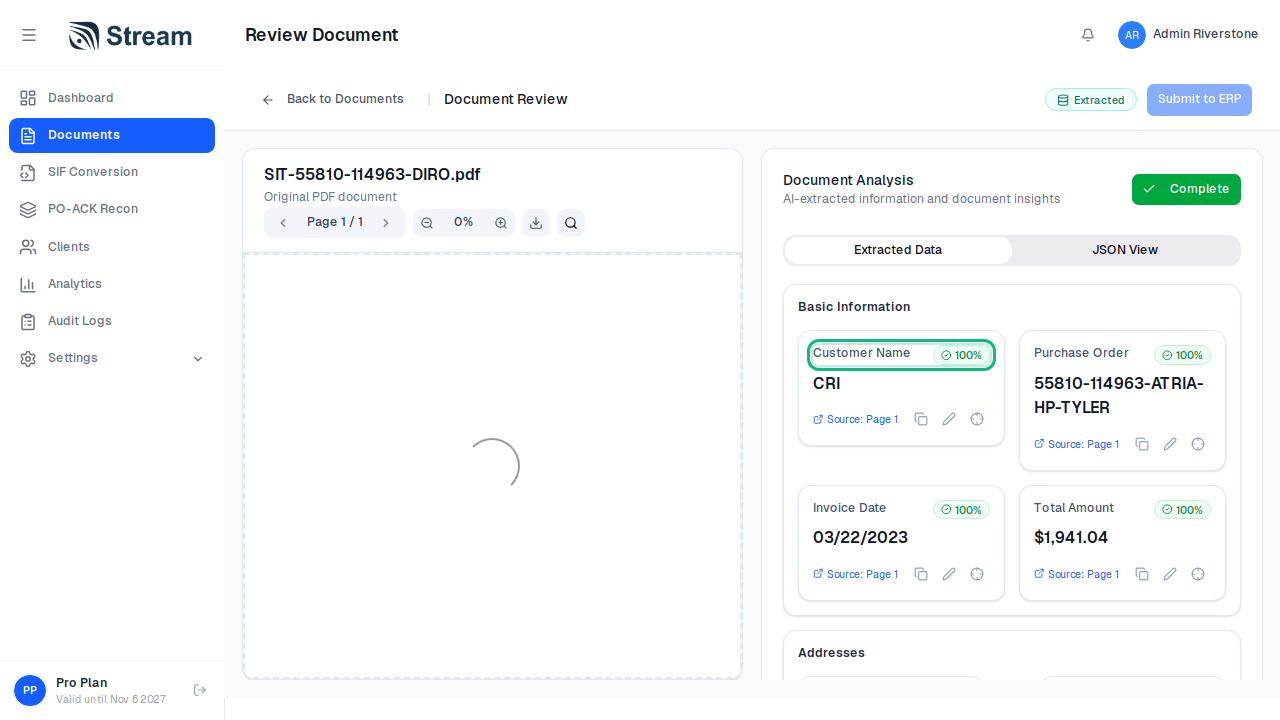 Stream
Review Document
AR
Admin Riverstone
Dashboard
Documents
SIF Conversion
PO-ACK Recon
Clients
Analytics
Audit Logs
Settings
PP
Pro Plan
Valid until Nov 6 2027
Back to Documents
Document Review
Extracted
Submit to ERP
SIT-55810-114963-DIRO.pdf
Original PDF document
Page 1 / 1
0%
Document Analysis
AI-extracted information and document insights
Complete
Extracted Data
JSON View
Basic Information
Customer Name
100%
CRI
Source: Page 1
Purchase Order
100%
55810-114963-ATRIA-
HP-TYLER
Source: Page 1
Invoice Date
100%
03/22/2023
Source: Page 1
Total Amount
100%
$1,941.04
Source: Page 1
Addresses